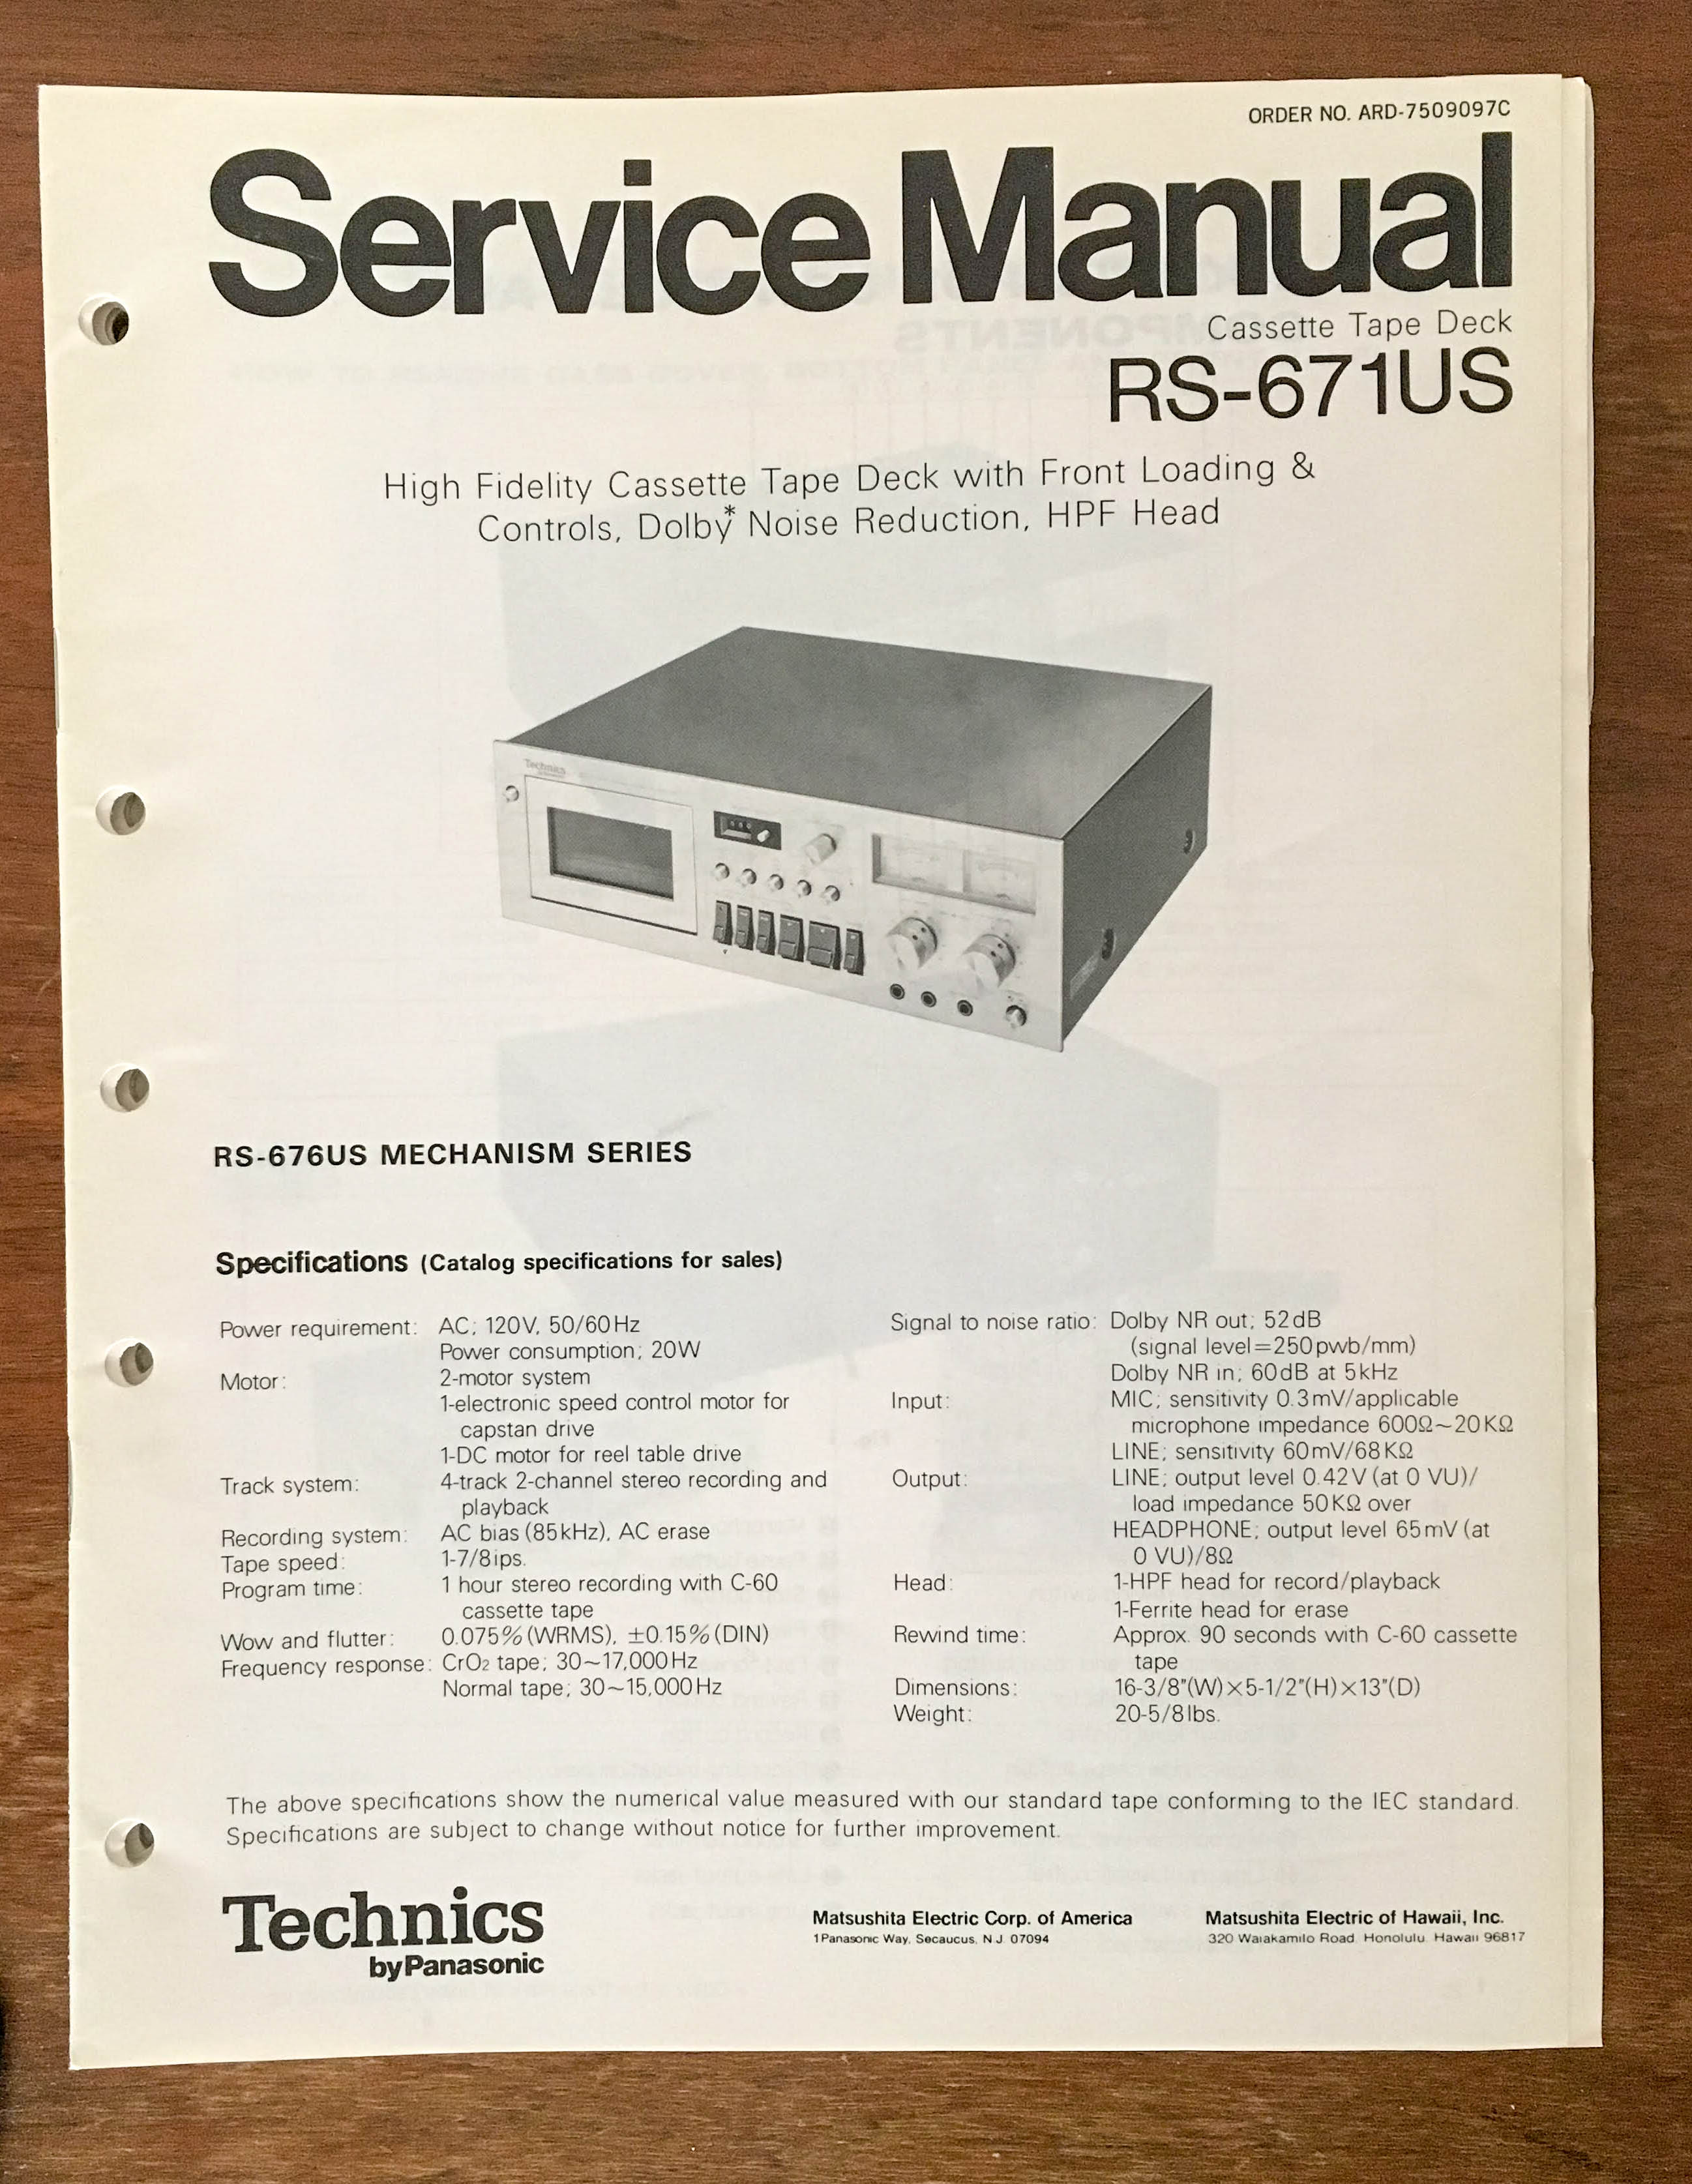 ORDER NO. ARD-7509097C
Service Manual
Cassette Tape Deck
RS-671US
High Fidelity Cassette Tape Deck with Front Loading &
Controls, Dolby* Noise Reduction, HPF Head
Technics
RS-676US MECHANISM SERIES
Specifications (Catalog specifications for sales)
Power requirement: AC; 120V, 50/60Hz
Power consumption; 20W
Motor: 2-motor system
1-electronic speed control motor for
capstan drive
1-DC motor for reel table drive
Track system: 4-track 2-channel stereo recording and
playback
Recording system: AC bias (85kHz), AC erase
Tape speed: 1-7/8ips.
Program time: 1 hour stereo recording with C-60
cassette tape
Wow and flutter: 0.075% (WRMS), ±0.15% (DIN)
Frequency response: CrO2 tape; 30~17,000Hz
Normal tape; 30~15,000Hz
Signal to noise ratio: Dolby NR out; 52dB
(signal level=250pwb/mm)
Dolby NR in; 60dB at 5kHz
Input: MIC; sensitivity 0.3mV/applicable
microphone impedance 600Ω~20KΩ
LINE; sensitivity 60mV/68KΩ
Output: LINE; output level 0.42V (at 0 VU)/
load impedance 50KΩ over
HEADPHONE; output level 65mV (at
0 VU)/8Ω
Head: 1-HPF head for record/playback
1-Ferrite head for erase
Rewind time: Approx. 90 seconds with C-60 cassette
tape
Dimensions: 16-3/8"(W)×5-1/2"(H)×13"(D)
Weight: 20-5/8lbs.
The above specifications show the numerical value measured with our standard tape conforming to the IEC standard.
Specifications are subject to change without notice for further improvement.
Technics
by Panasonic
Matsushita Electric Corp. of America
1 Panasonic Way, Secaucus, N.J. 07094
Matsushita Electric of Hawaii, Inc.
320 Waiakamilo Road, Honolulu, Hawaii 96817